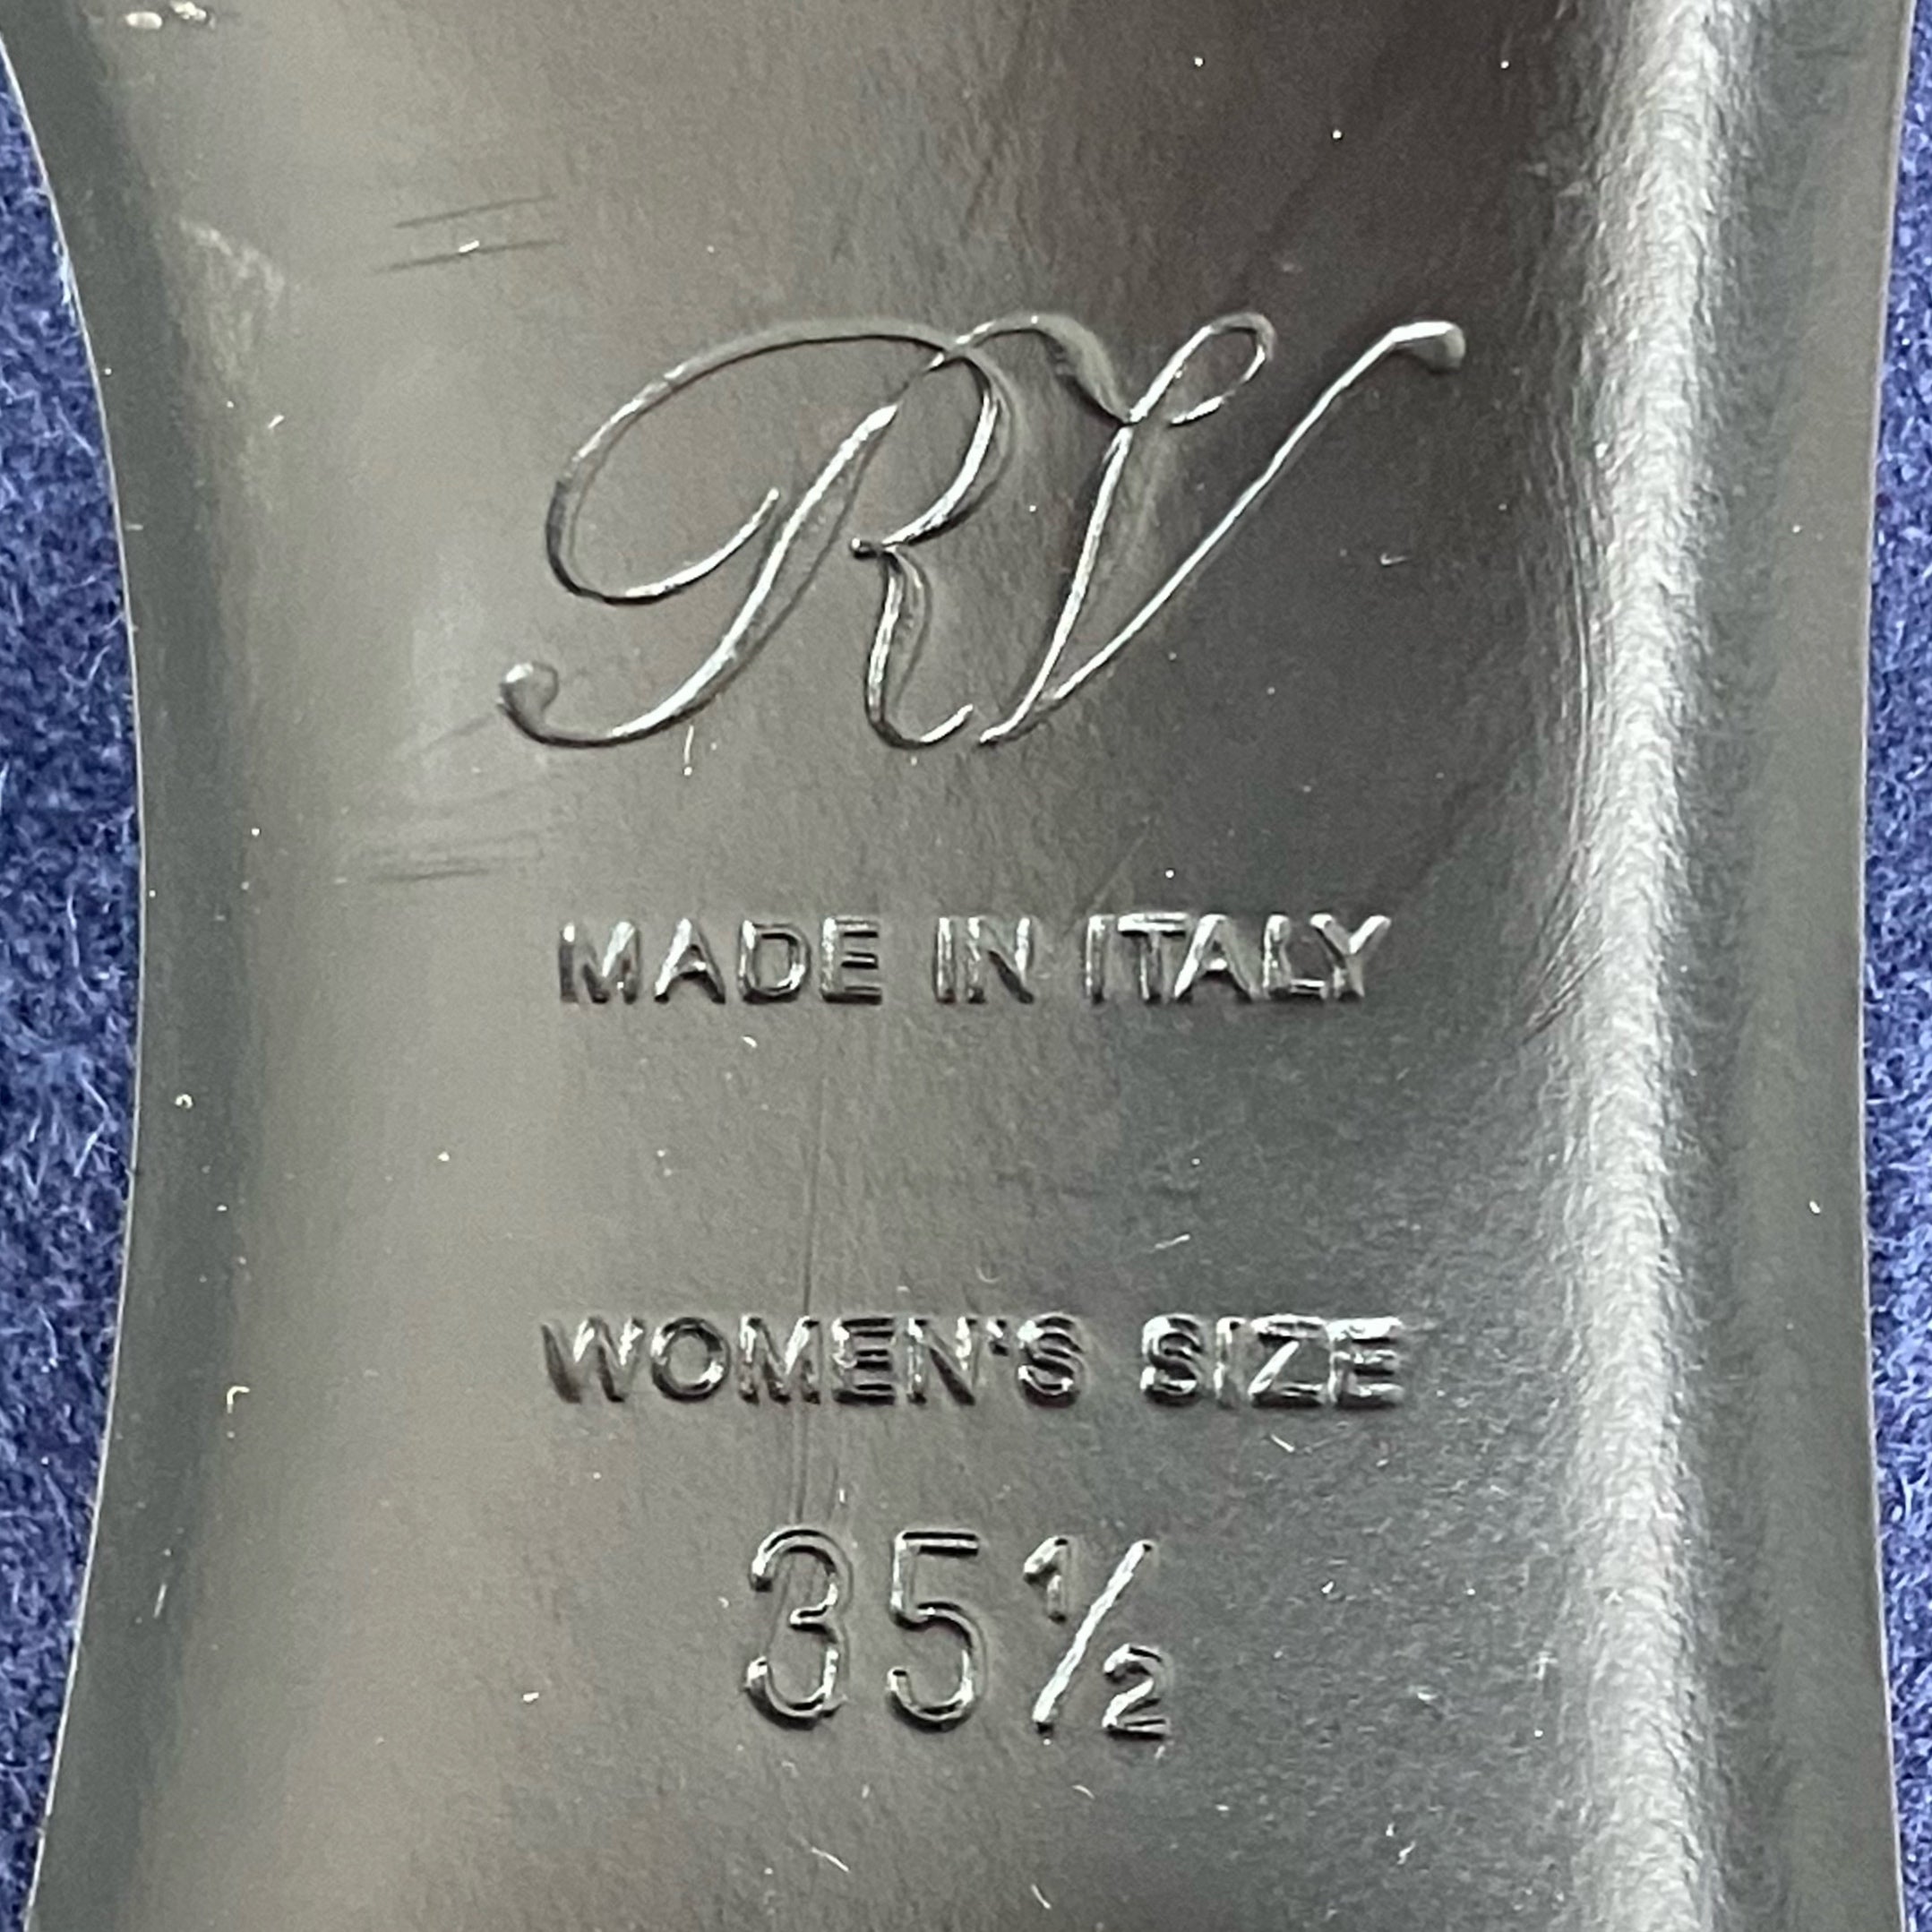 RV
MADE IN ITALY
WOMEN'S SIZE
35½